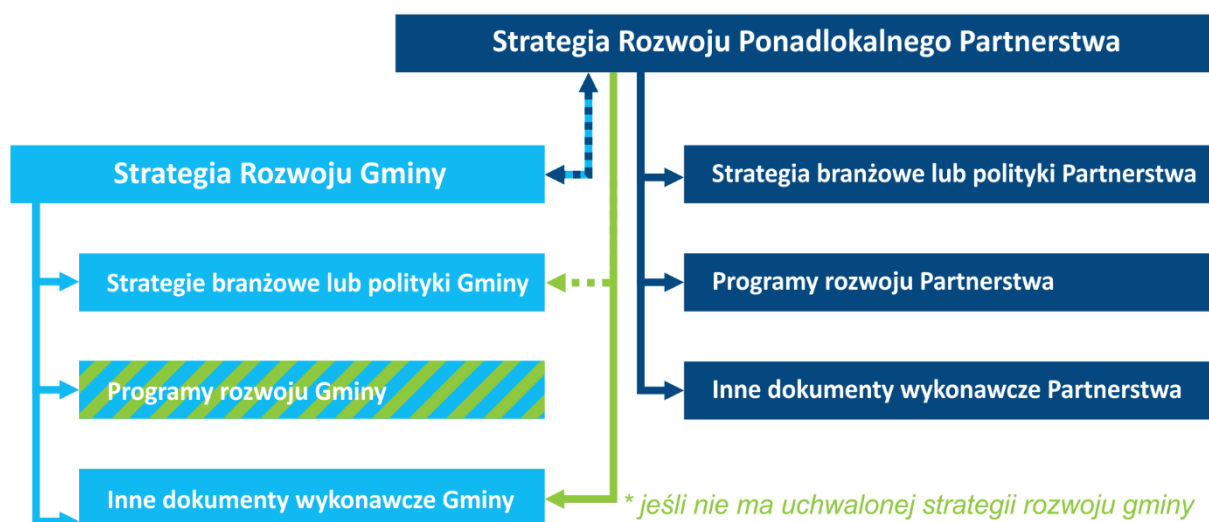 Strategia Rozwoju Ponadlokalnego Partnerstwa
Strategia Rozwoju Gminy
Strategia branżowe lub polityki Partnerstwa
Strategie branżowe lub polityki Gminy
Programy rozwoju Partnerstwa
Programy rozwoju Gminy
Inne dokumenty wykonawcze Partnerstwa
Inne dokumenty wykonawcze Gminy
* jeśli nie ma uchwalonej strategii rozwoju gminy